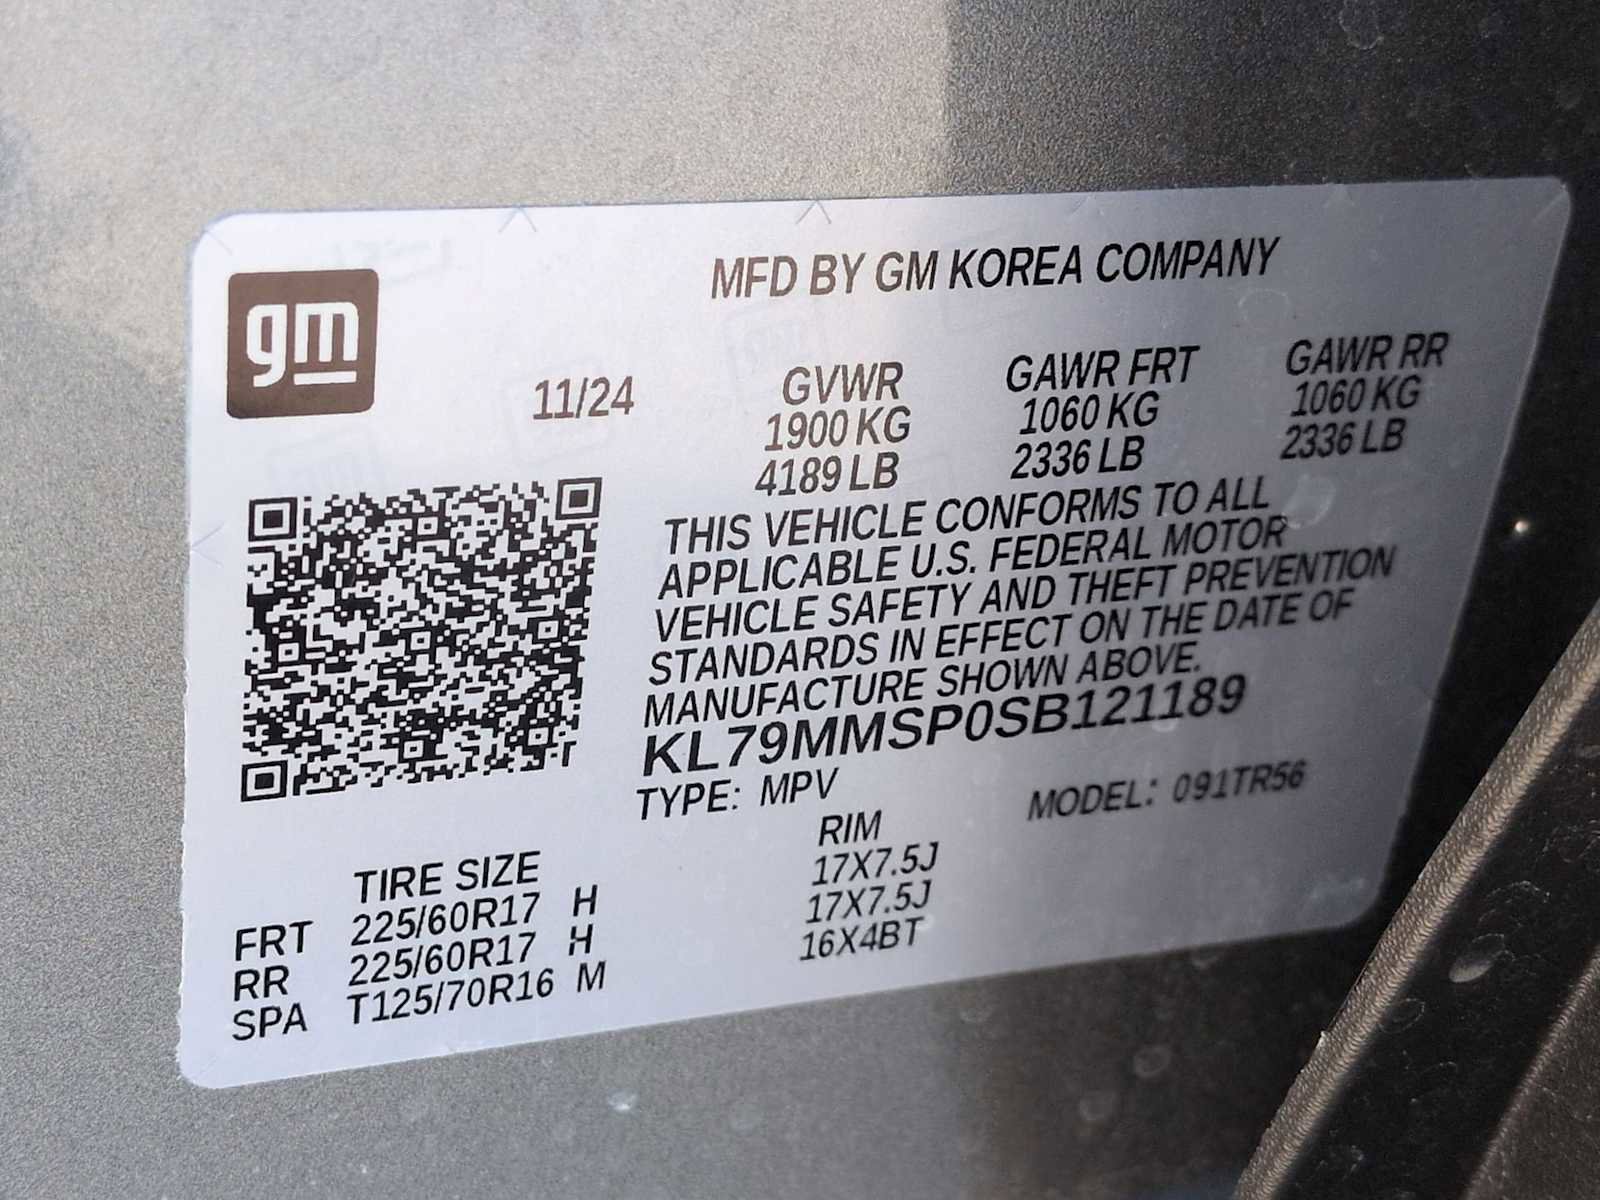 gm
MFD BY GM KOREA COMPANY
11/24
GVWR GAWR FRT GAWR RR
1900 KG 1060 KG 1060 KG
4189 LB 2336 LB 2336 LB
THIS VEHICLE CONFORMS TO ALL
APPLICABLE U.S. FEDERAL MOTOR
VEHICLE SAFETY AND THEFT PREVENTION
STANDARDS IN EFFECT ON THE DATE OF
MANUFACTURE SHOWN ABOVE.
KL79MMSP0SB121189
TYPE: MPV MODEL: 091TR56
TIRE SIZE RIM
FRT 225/60R17 H 17X7.5J
RR 225/60R17 H 17X7.5J
SPA T125/70R16 M 16X4BT